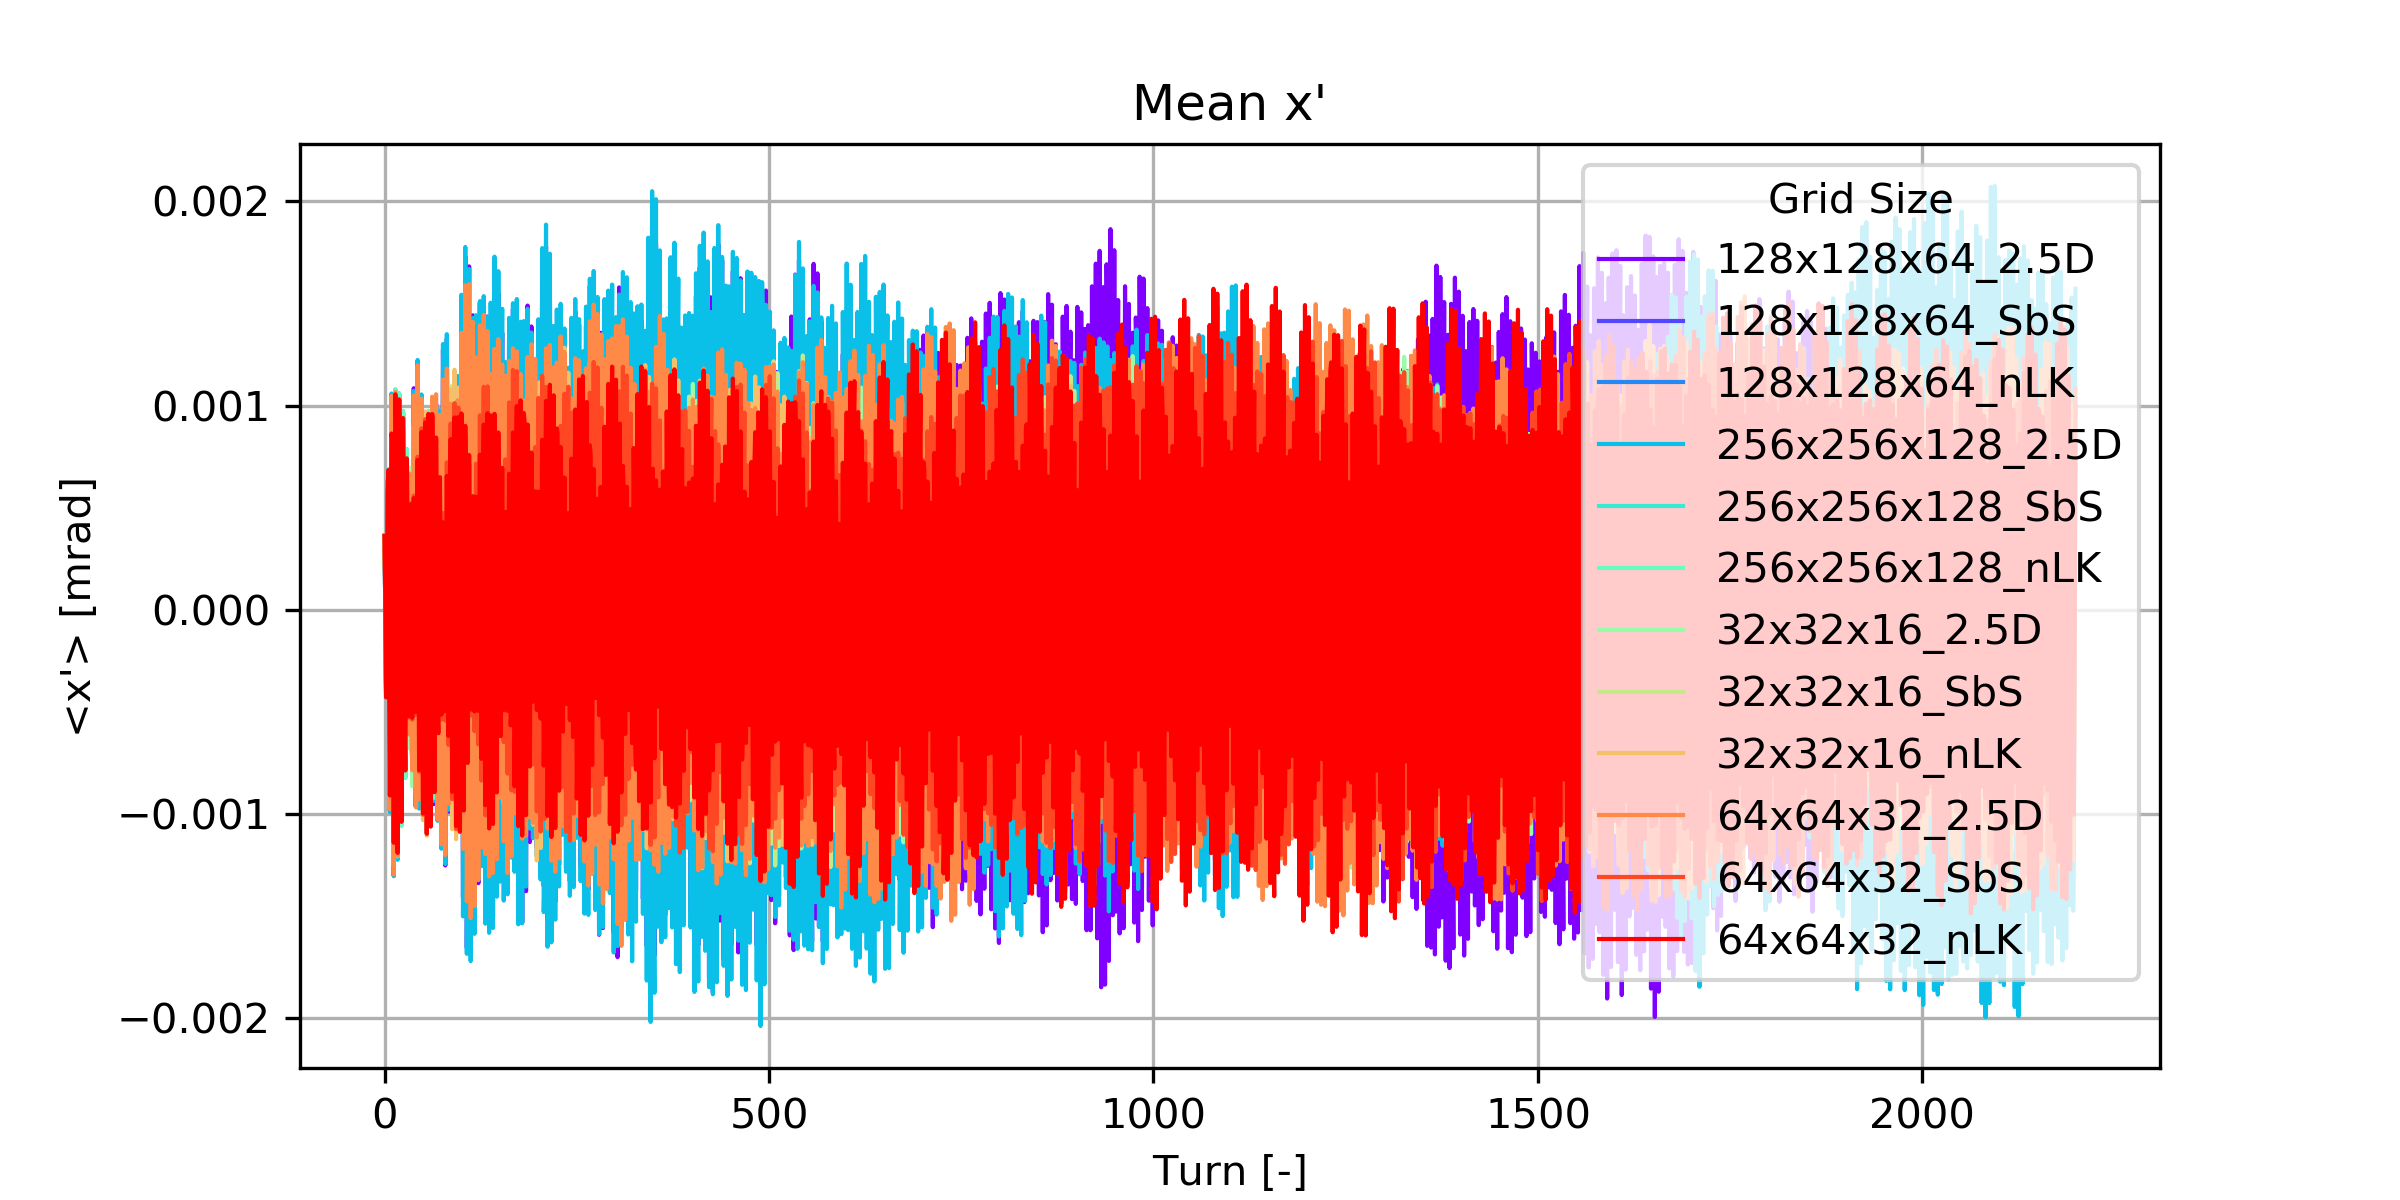 Mean x'
<x'> [mrad]
0.002
0.001
0.000
−0.001
−0.002
0
500
1000
1500
2000
Turn [-]
Grid Size
128x128x64_2.5D
128x128x64_SbS
128x128x64_nLK
256x256x128_2.5D
256x256x128_SbS
256x256x128_nLK
32x32x16_2.5D
32x32x16_SbS
32x32x16_nLK
64x64x32_2.5D
64x64x32_SbS
64x64x32_nLK